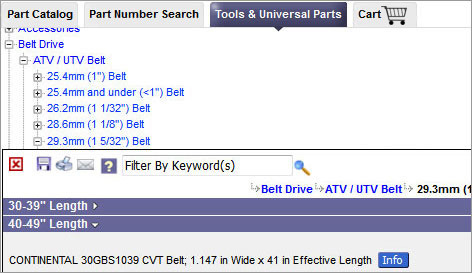 Part Catalog Part Number Search Tools & Universal Parts Cart
Accessories
Belt Drive
ATV / UTV Belt
25.4mm (1") Belt
25.4mm and under (<1") Belt
26.2mm (1 1/32") Belt
28.6mm (1 1/8") Belt
29.3mm (1 5/32") Belt
Filter By Keyword(s)
Belt Drive ATV / UTV Belt 29.3mm (1
30-39" Length
40-49" Length
CONTINENTAL 30GBS1039 CVT Belt; 1.147 in Wide x 41 in Effective Length Info